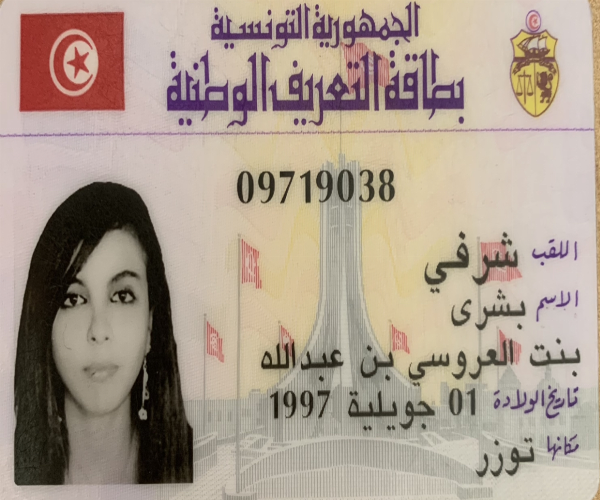 الجمهورية التونسية
بطاقة التعريف الوطنية
09719038
اللقب شرفي
الاسم بشرى
بنت العروسي بن عبدالله
تاريخ الولادة 01 جويلية 1997
مكانها توزر